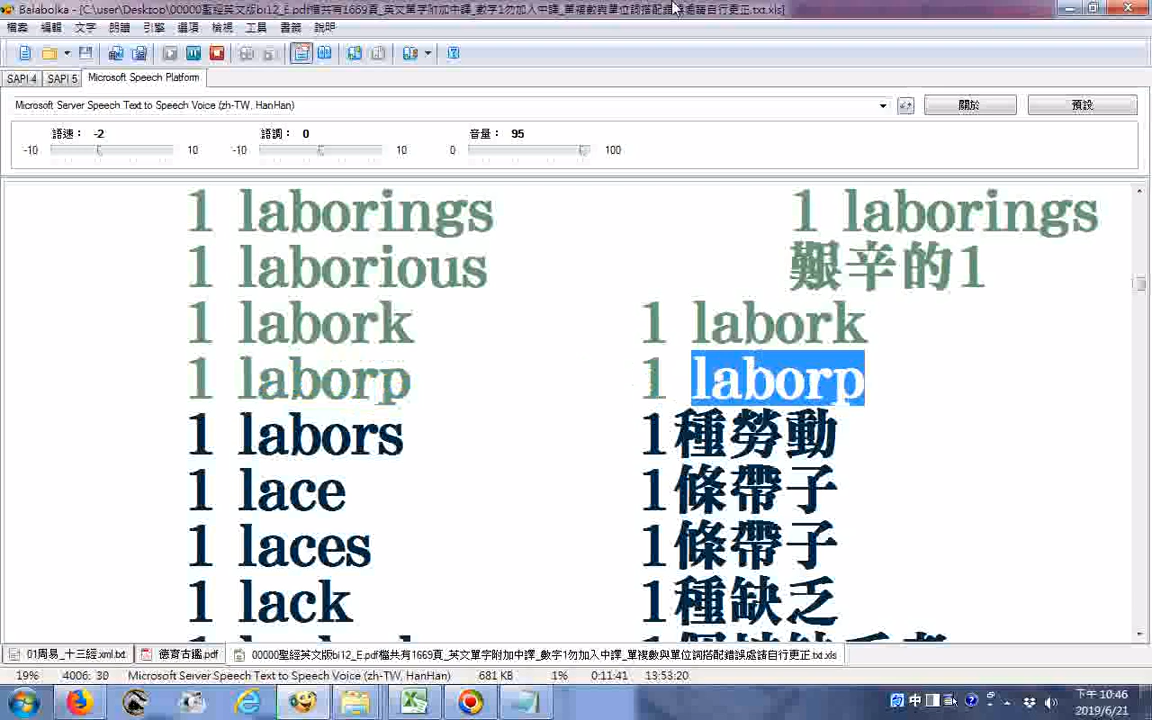 Balabolka - [C:\user\Desktop\00000聖經英文版bi12_E.pdf檔共有1669頁_英文單字附加中譯_數字1勿加入中譯_單複數與單位詞搭配錯誤處請自行更正.txt.xls]
檔案 編輯 文字 朗讀 引擎 選項 檢視 工具 書籤 說明
SAPI 4 SAPI 5 Microsoft Speech Platform
Microsoft Server Speech Text to Speech Voice (zh-TW, HanHan) 關於 預設
語速： -2 語調： 0 音量： 95
-10 10 -10 10 0 100
1 laborings 1 laborings
1 laborious 艱辛的1
1 labork 1 labork
1 laborp 1 laborp
1 labors 1種勞動
1 lace 1條帶子
1 laces 1條帶子
1 lack 1種缺乏
01周易_十三經.xml.txt 德育古鑑.pdf 00000聖經英文版bi12_E.pdf檔共有1669頁_英文單字附加中譯_數字1勿加入中譯_單複數與單位詞搭配錯誤處請自行更正.txt.xls
19% 4006: 30 Microsoft Server Speech Text to Speech Voice (zh-TW, HanHan) 681 KB 1% 0:11:41 13:53:20
中 下午 10:46
2019/6/21